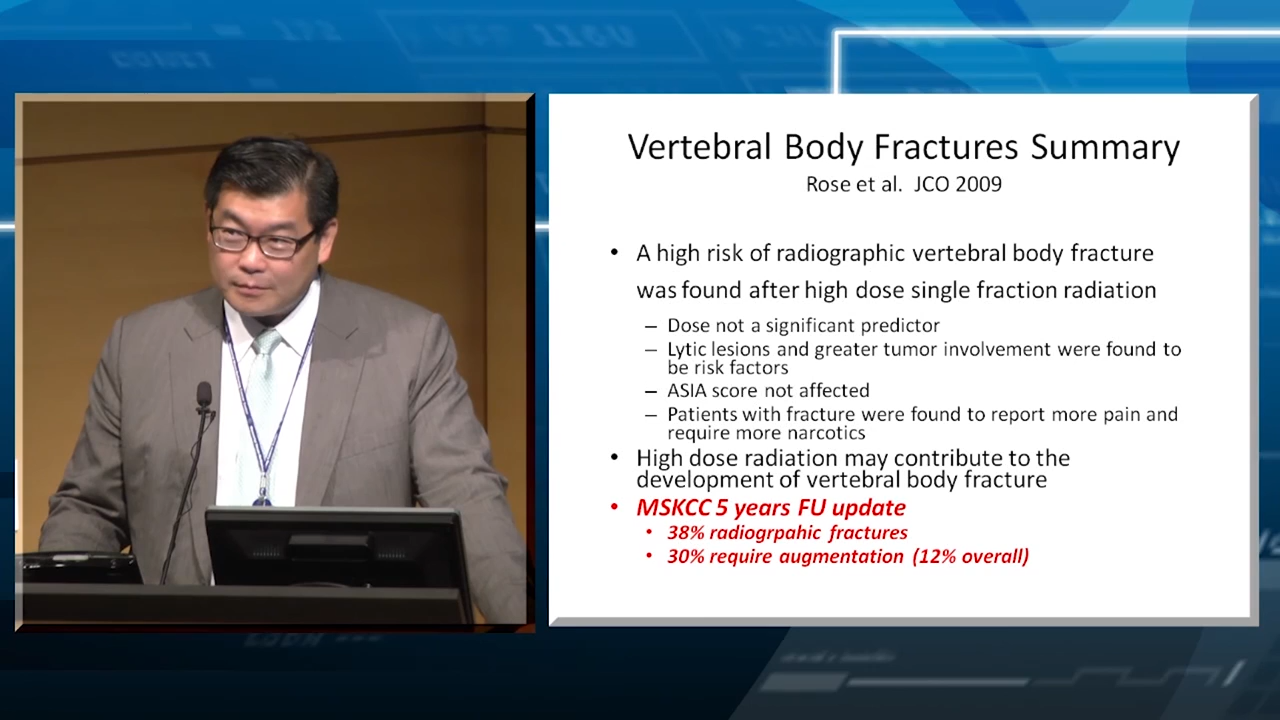 Vertebral Body Fractures Summary
Rose et al. JCO 2009
• A high risk of radiographic vertebral body fracture
was found after high dose single fraction radiation
– Dose not a significant predictor
– Lytic lesions and greater tumor involvement were found to
be risk factors
– ASIA score not affected
– Patients with fracture were found to report more pain and
require more narcotics
• High dose radiation may contribute to the
development of vertebral body fracture
• MSKCC 5 years FU update
• 38% radiogrpahic fractures
• 30% require augmentation (12% overall)